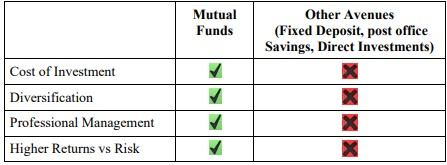 Mutual Funds
Other Avenues
(Fixed Deposit, post office
Savings, Direct Investments)
Cost of Investment
Diversification
Professional Management
Higher Returns vs Risk